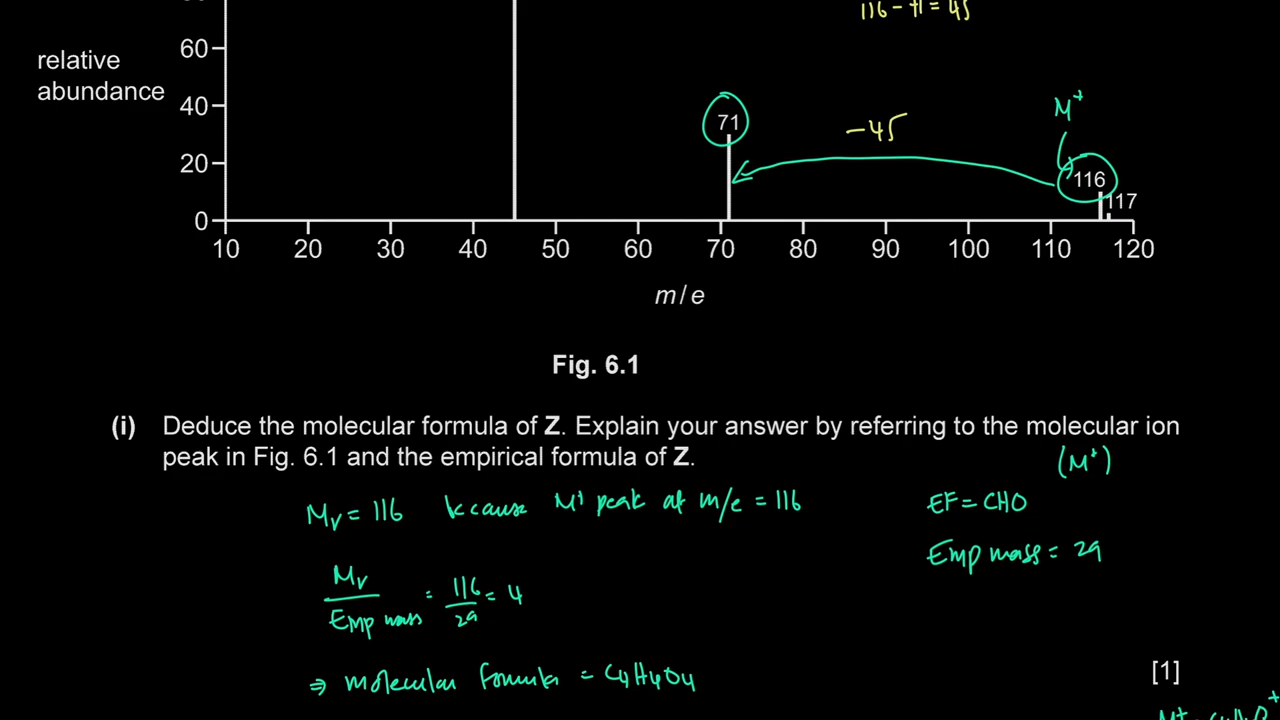 116 - 71 = 45
60
relative
abundance
40
20
0
71
-45
M⁺
116
117
10 20 30 40 50 60 70 80 90 100 110 120
m / e
Fig. 6.1
(i) Deduce the molecular formula of Z. Explain your answer by referring to the molecular ion
peak in Fig. 6.1 and the empirical formula of Z.
(M⁺)
Mr = 116 because M⁺ peak at m/e = 116
EF = CHO
Emp mass = 29
Mr / Emp mass = 116 / 29 = 4
⇒ molecular formula = C4H4O4
[1]